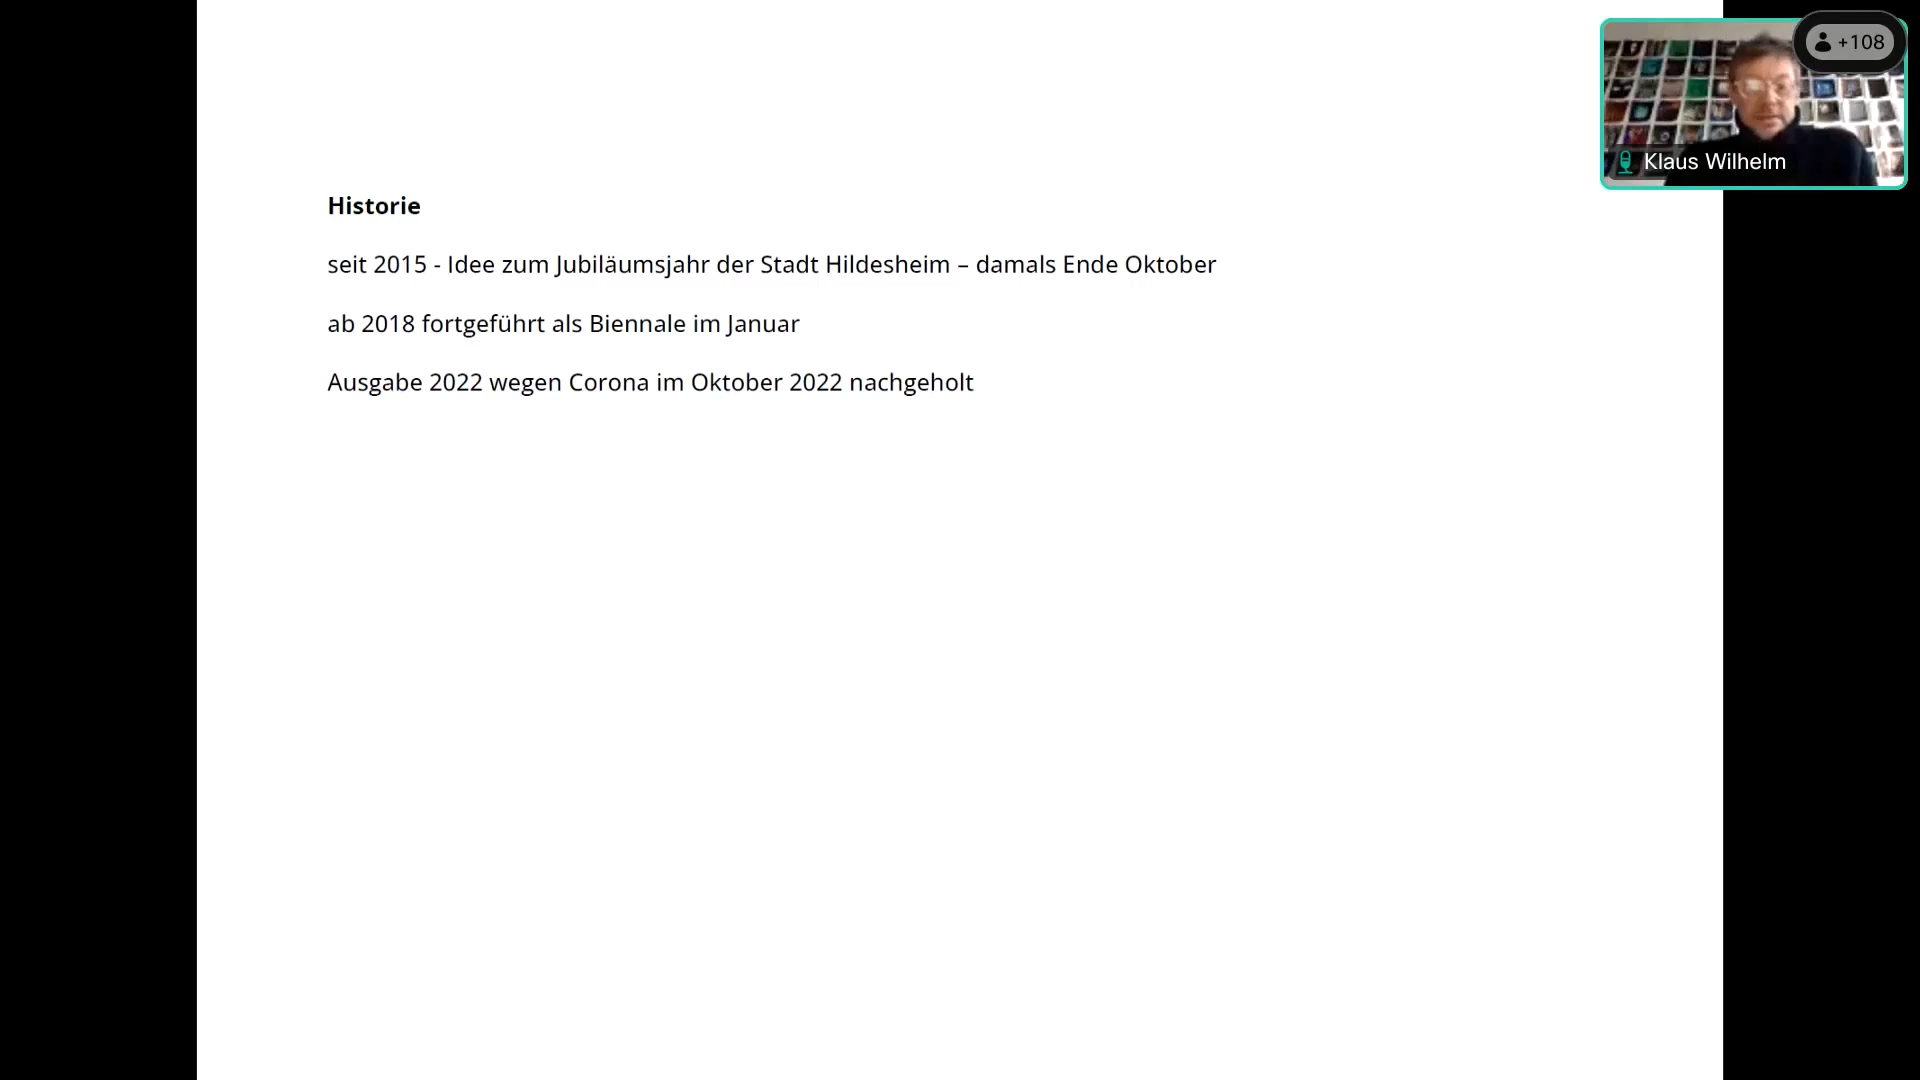 +108
Klaus Wilhelm
Historie
seit 2015 - Idee zum Jubiläumsjahr der Stadt Hildesheim – damals Ende Oktober
ab 2018 fortgeführt als Biennale im Januar
Ausgabe 2022 wegen Corona im Oktober 2022 nachgeholt